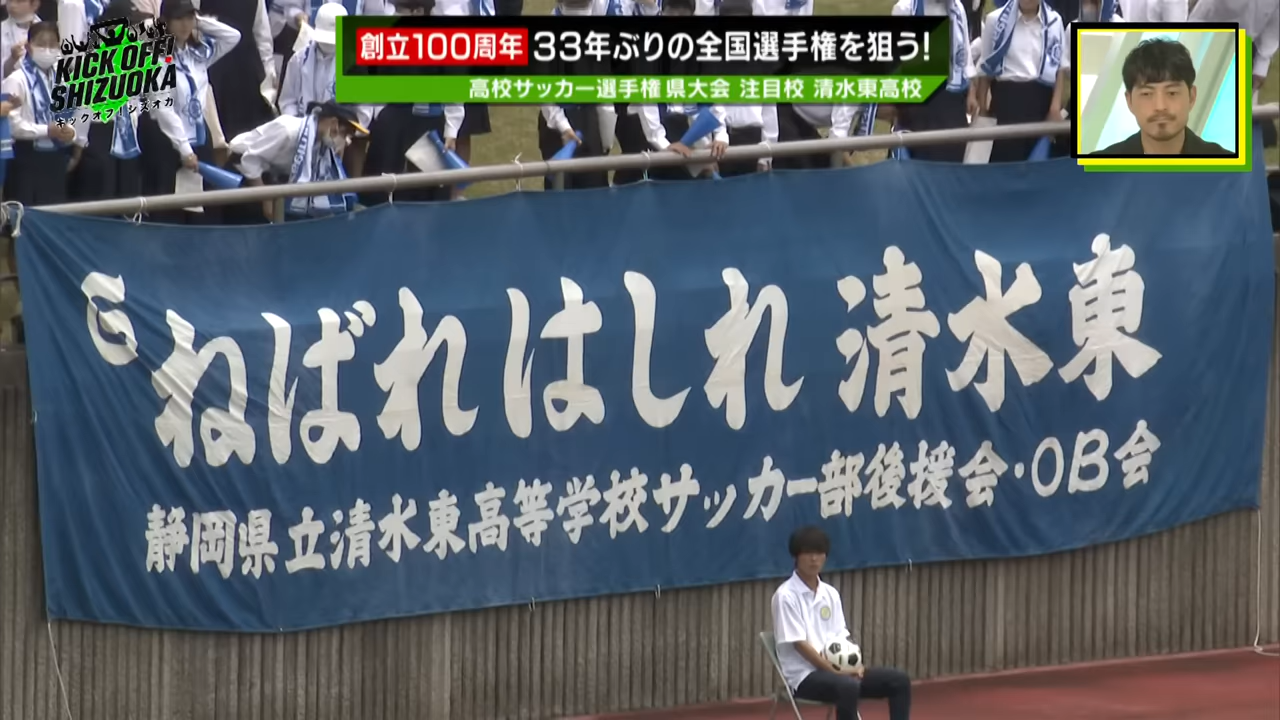 KICK OFF!
SHIZUOKA
キックオフ!シズオカ
創立100周年 33年ぶりの全国選手権を狙う!
高校サッカー選手権県大会 注目校 清水東高校
ねばれはしれ 清水東
静岡県立清水東高等学校サッカー部後援会・OB会